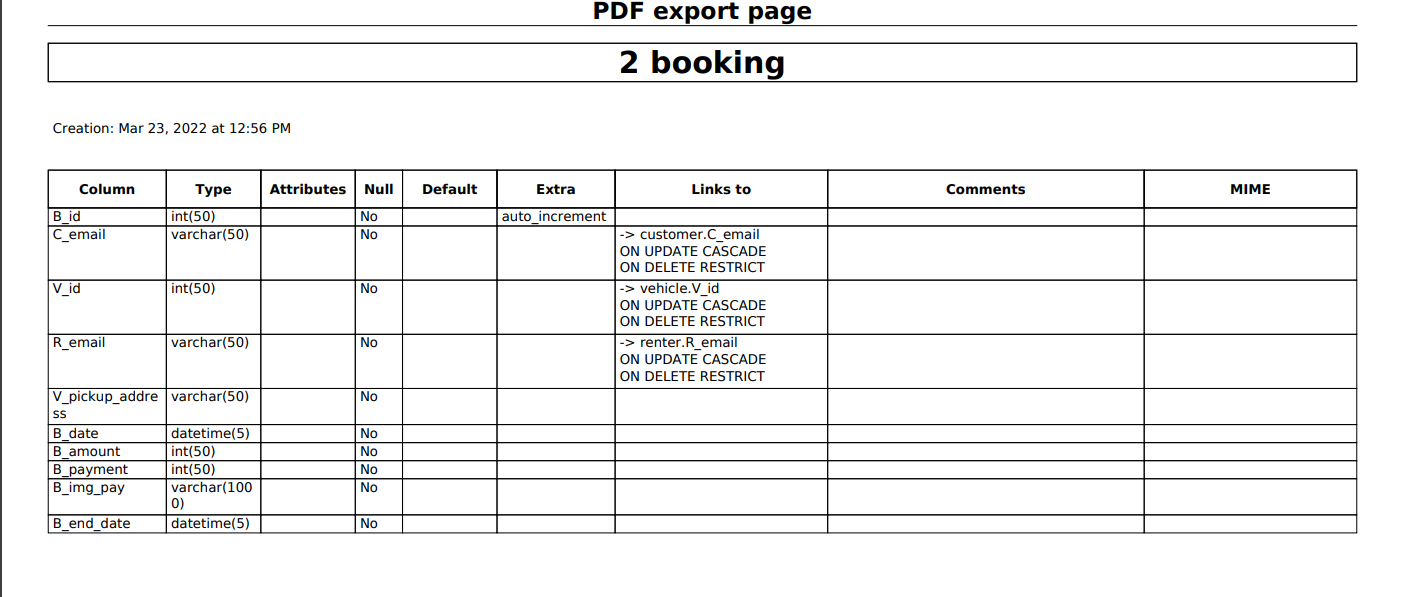 PDF export page
2 booking
Creation: Mar 23, 2022 at 12:56 PM
Column Type Attributes Null Default Extra Links to Comments MIME
B_id int(50) No auto_increment
C_email varchar(50) No -> customer.C_email
ON UPDATE CASCADE
ON DELETE RESTRICT
V_id int(50) No -> vehicle.V_id
ON UPDATE CASCADE
ON DELETE RESTRICT
R_email varchar(50) No -> renter.R_email
ON UPDATE CASCADE
ON DELETE RESTRICT
V_pickup_addre varchar(50) No
ss
B_date datetime(5) No
B_amount int(50) No
B_payment int(50) No
B_img_pay varchar(100 No
0)
B_end_date datetime(5) No